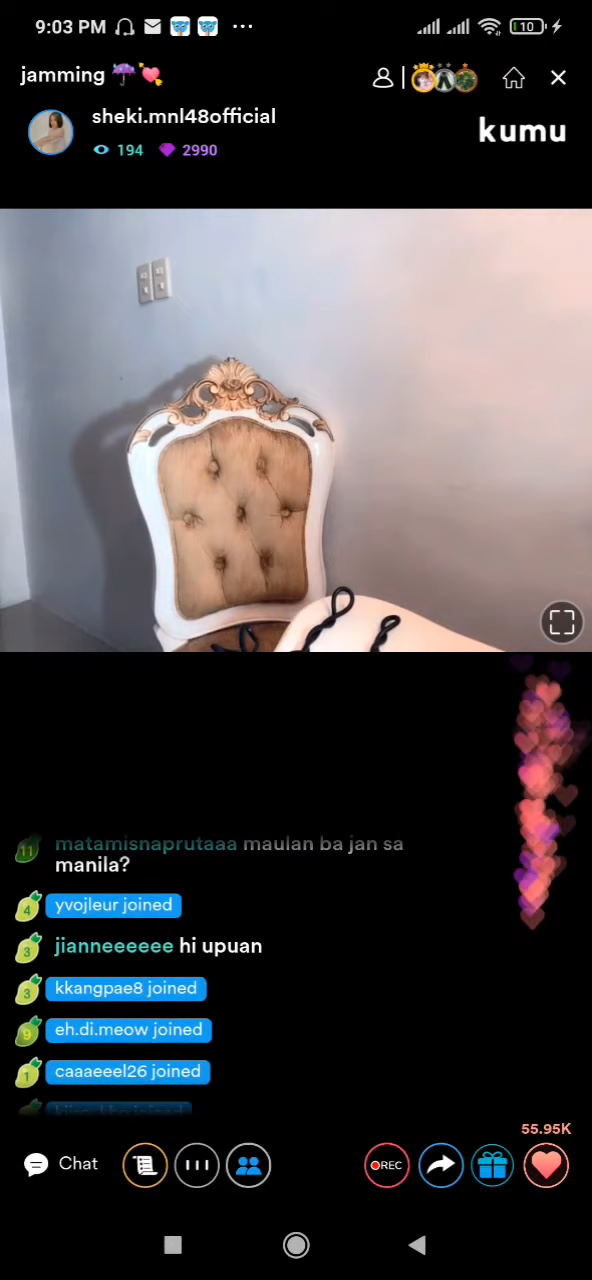 9:03 PM
10
jamming
sheki.mnl48official
194 2990
kumu
11 matamisnaprutaaa maulan ba jan sa
manila?
4 yvojleur joined
3 jianneeeeee hi upuan
3 kkangpae8 joined
9 eh.di.meow joined
1 caaaeeel26 joined
55.95K
Chat
REC